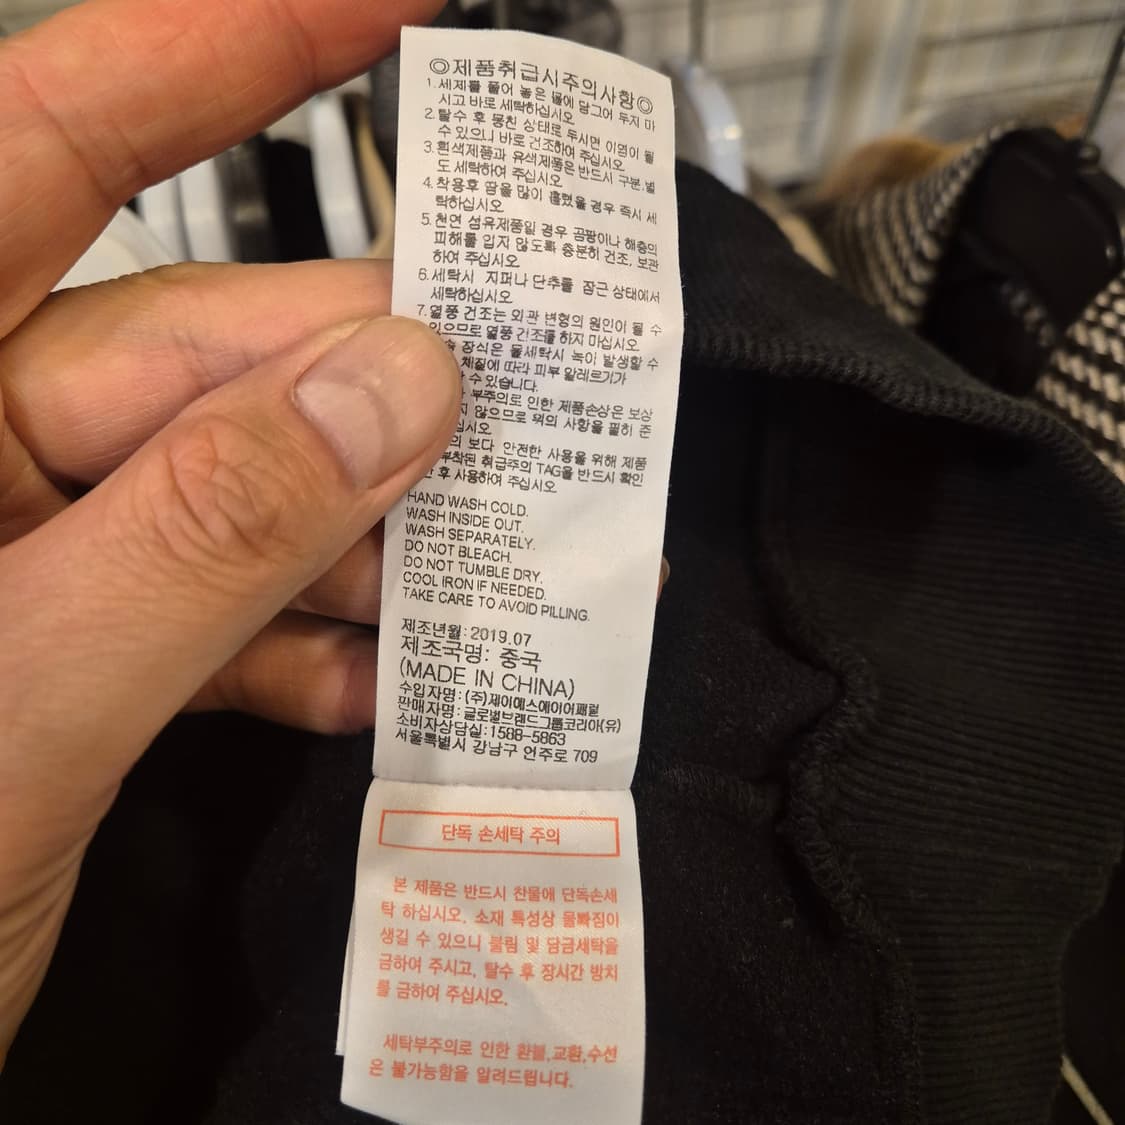 ◎제품취급시주의사항◎
1.세제를 풀어 놓은 물에 담그어 두지 마
시고 바로 세탁하십시오.
2.탈수 후 뭉친 상태로 두시면 이염이 될
수 있으니 바로 건조하여 주십시오.
3.흰색제품과 유색제품은 반드시 구분.별
도 세탁하여 주십시오.
4.착용후 땀을 많이 흘렸을 경우 즉시 세
탁하십시오.
5.천연 섬유제품일 경우 곰팡이나 해충의
피해를 입지 않도록 충분히 건조, 보관
하여 주십시오.
6.세탁시 지퍼나 단추를 잠근 상태에서
세탁하십시오.
7.열풍 건조는 외관 변형의 원인이 될 수
있으므로 열풍 건조를 하지 마십시오.
장식은 물세탁시 녹이 발생할 수
체질에 따라 피부 알레르기가
수 있습니다.
부주의로 인한 제품손상은 보상
않으므로 위의 사항을 필히 준
십시오.
보다 안전한 사용을 위해 제품
부착된 취급주의 TAG을 반드시 확인
후 사용하여 주십시오.
HAND WASH COLD.
WASH INSIDE OUT.
WASH SEPARATELY.
DO NOT BLEACH.
DO NOT TUMBLE DRY.
COOL IRON IF NEEDED.
TAKE CARE TO AVOID PILLING.
제조년월: 2019.07
제조국명: 중국
(MADE IN CHINA)
수입자명: (주)제이에스에이어패럴
판매자명: 글로벌브랜드그룹코리아(유)
소비자상담실:1588-5863
서울특별시 강남구 언주로 709
단독 손세탁 주의
본 제품은 반드시 찬물에 단독손세
탁 하십시오. 소재 특성상 물빠짐이
생길 수 있으니 불림 및 담금세탁을
금하여 주시고, 탈수 후 장시간 방치
를 금하여 주십시오.
세탁부주의로 인한 환불,교환,수선
은 불가능함을 알려드립니다.